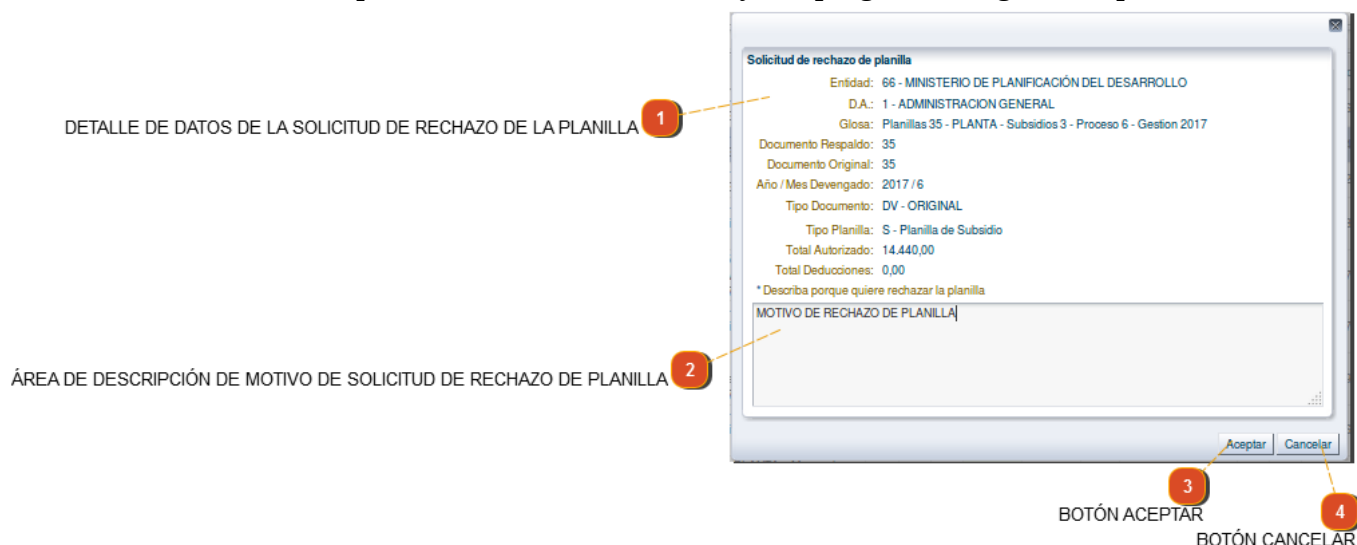 Solicitud de rechazo de planilla
Entidad: 66 - MINISTERIO DE PLANIFICACIÓN DEL DESARROLLO
D.A.: 1 - ADMINISTRACION GENERAL
Glosa: Planillas 35 - PLANTA - Subsidios 3 - Proceso 6 - Gestion 2017
Documento Respaldo: 35
Documento Original: 35
Año / Mes Devengado: 2017 / 6
Tipo Documento: DV - ORIGINAL
Tipo Planilla: S - Planilla de Subsidio
Total Autorizado: 14.440,00
Total Deducciones: 0,00
* Describa porque quiere rechazar la planilla
MOTIVO DE RECHAZO DE PLANILLA
Aceptar Cancelar
DETALLE DE DATOS DE LA SOLICITUD DE RECHAZO DE LA PLANILLA 1
ÁREA DE DESCRIPCIÓN DE MOTIVO DE SOLICITUD DE RECHAZO DE PLANILLA 2
3
BOTÓN ACEPTAR
4
BOTÓN CANCELAR